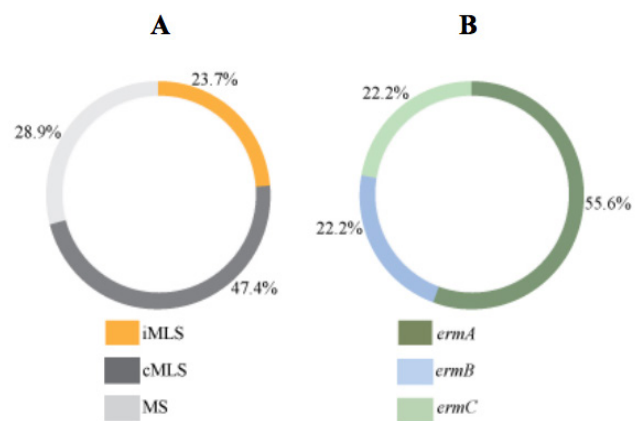 A
23.7%
28.9%
47.4%
iMLS
cMLS
MS
B
22.2%
55.6%
22.2%
ermA
ermB
ermC